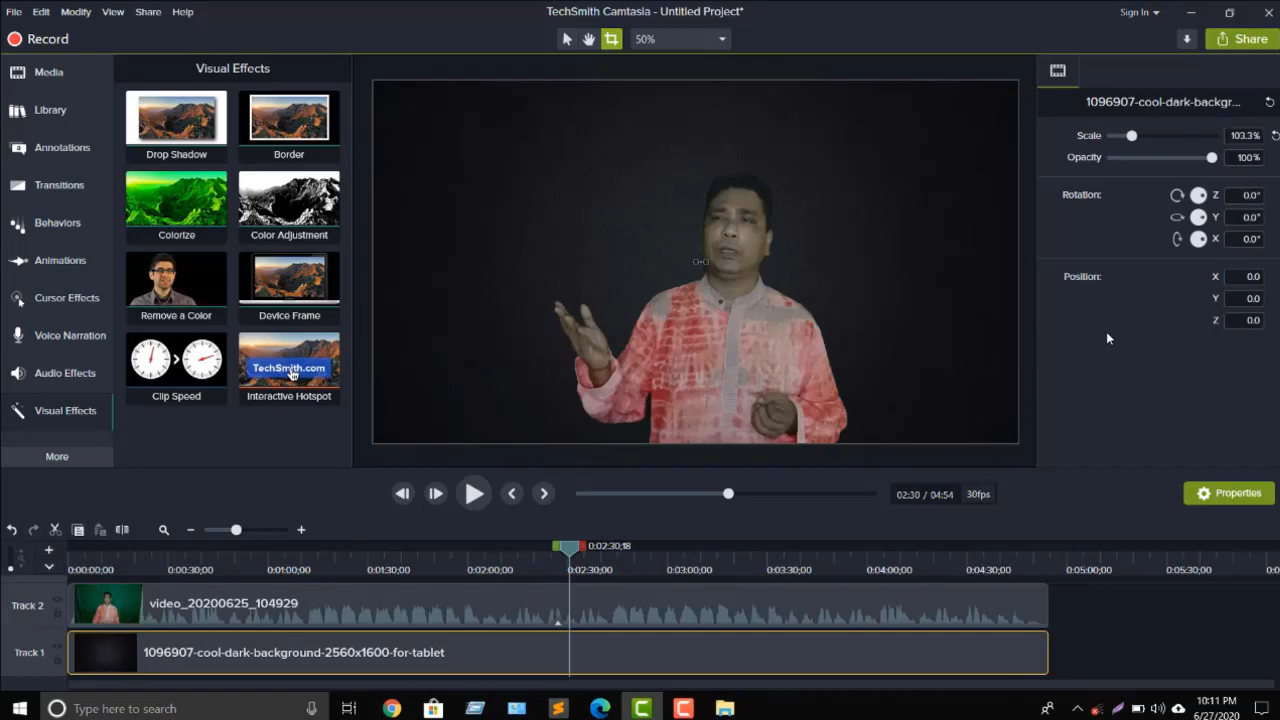 File Edit Modify View Share Help
TechSmith Camtasia - Untitled Project*
Sign In
Record
50%
Share
Media
Library
Annotations
Transitions
Behaviors
Animations
Cursor Effects
Voice Narration
Audio Effects
Visual Effects
More
Visual Effects
Drop Shadow
Border
Colorize
Color Adjustment
Remove a Color
Device Frame
Clip Speed
TechSmith.com
Interactive Hotspot
1096907-cool-dark-backgr...
Scale 103.3%
Opacity 100%
Rotation: Z 0.0°
Y 0.0°
X 0.0°
Position: X 0.0
Y 0.0
Z 0.0
02:30 / 04:54 30fps
Properties
0:02:30;18
0:00:00;00 0:00:30;00 0:01:00;00 0:01:30;00 0:02:00;00 0:02:30;00 0:03:00;00 0:03:30;00 0:04:00;00 0:04:30;00 0:05:00;00 0:05:30;00
Track 2 video_20200625_104929
Track 1 1096907-cool-dark-background-2560x1600-for-tablet
Type here to search
10:11 PM
6/27/2020